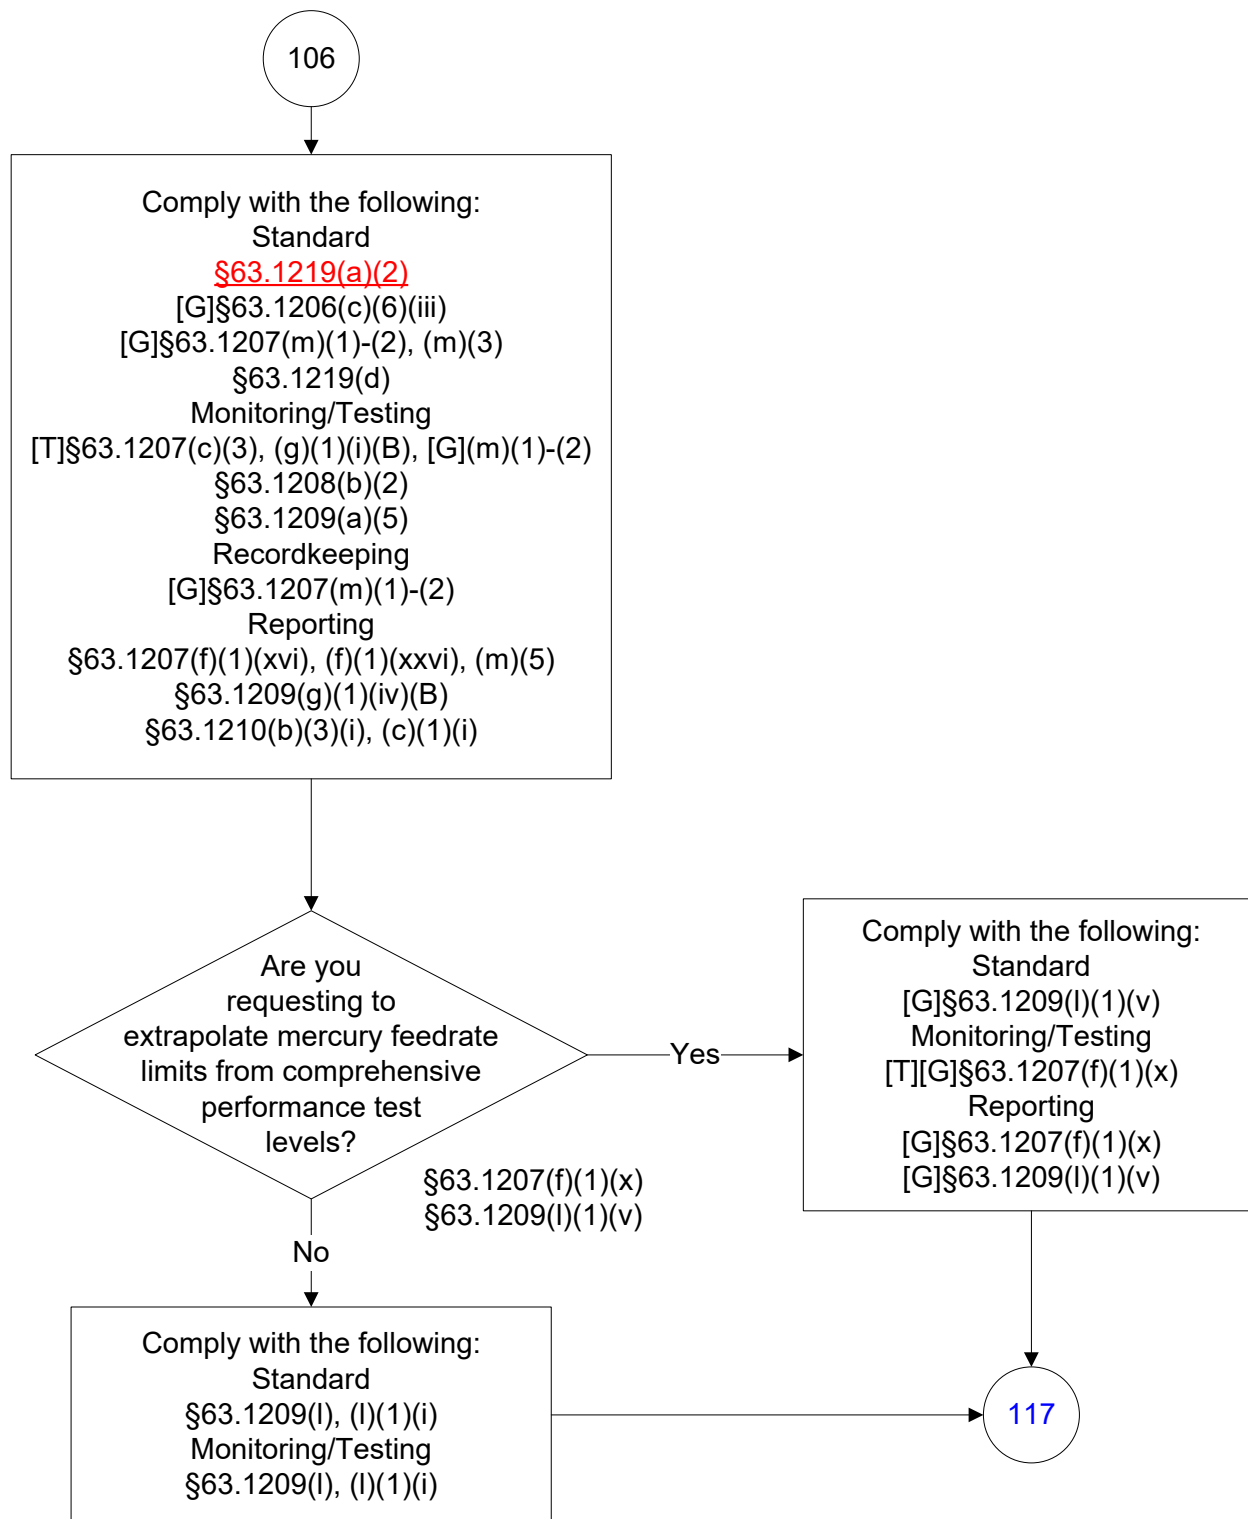 106
Comply with the following:
Standard
§63.1219(a)(2)
[G]§63.1206(c)(6)(iii)
[G]§63.1207(m)(1)-(2), (m)(3)
§63.1219(d)
Monitoring/Testing
[T]§63.1207(c)(3), (g)(1)(i)(B), [G](m)(1)-(2)
§63.1208(b)(2)
§63.1209(a)(5)
Recordkeeping
[G]§63.1207(m)(1)-(2)
Reporting
§63.1207(f)(1)(xvi), (f)(1)(xxvi), (m)(5)
§63.1209(g)(1)(iv)(B)
§63.1210(b)(3)(i), (c)(1)(i)
Are you
requesting to
extrapolate mercury feedrate
limits from comprehensive
performance test
levels?
§63.1207(f)(1)(x)
§63.1209(l)(1)(v)
Yes
Comply with the following:
Standard
[G]§63.1209(l)(1)(v)
Monitoring/Testing
[T][G]§63.1207(f)(1)(x)
Reporting
[G]§63.1207(f)(1)(x)
[G]§63.1209(l)(1)(v)
No
Comply with the following:
Standard
§63.1209(l), (l)(1)(i)
Monitoring/Testing
§63.1209(l), (l)(1)(i)
117